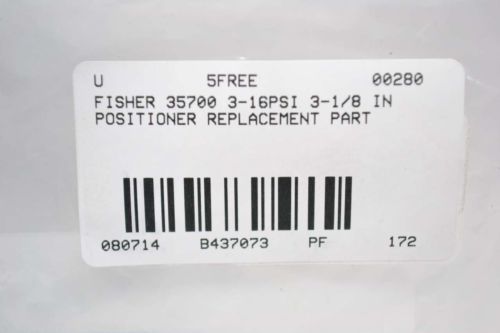 U 5FREE 00280
FISHER 35700 3-16PSI 3-1/8 IN
POSITIONER REPLACEMENT PART
080714 B437073 PF 172